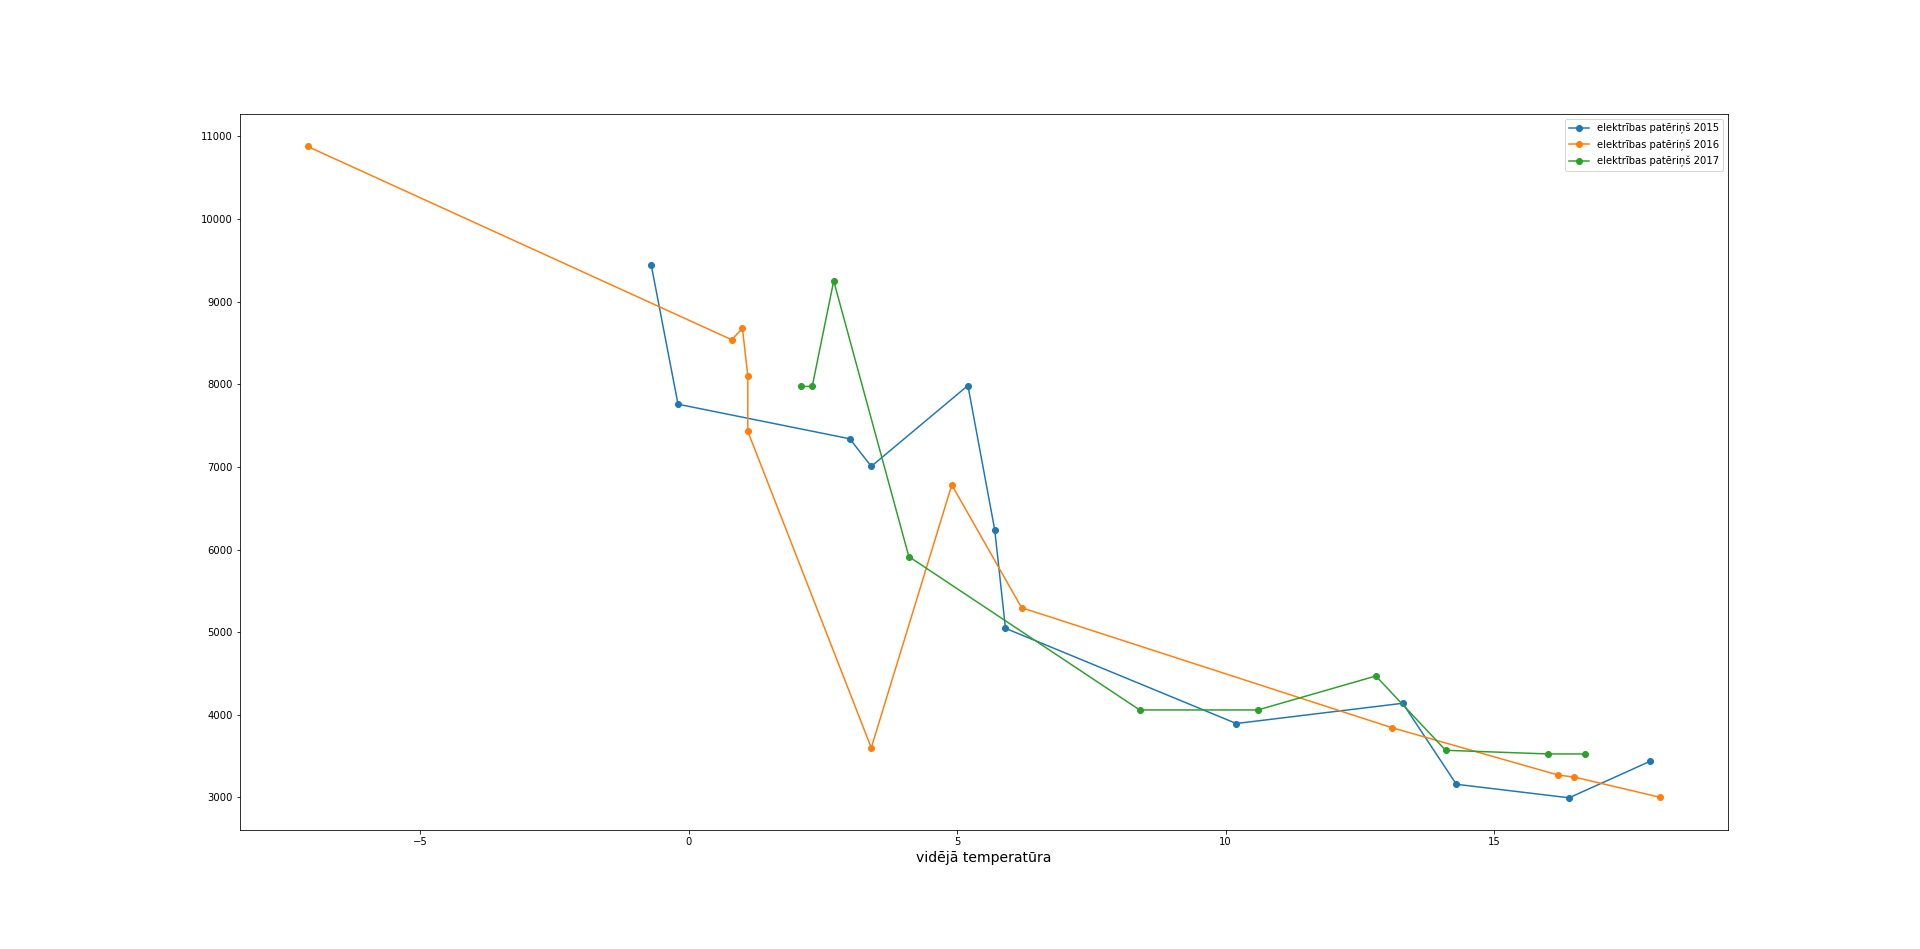 elektrības patēriņš 2015
elektrības patēriņš 2016
elektrības patēriņš 2017
11000
10000
9000
8000
7000
6000
5000
4000
3000
−5 0 5 10 15
vidējā temperatūra